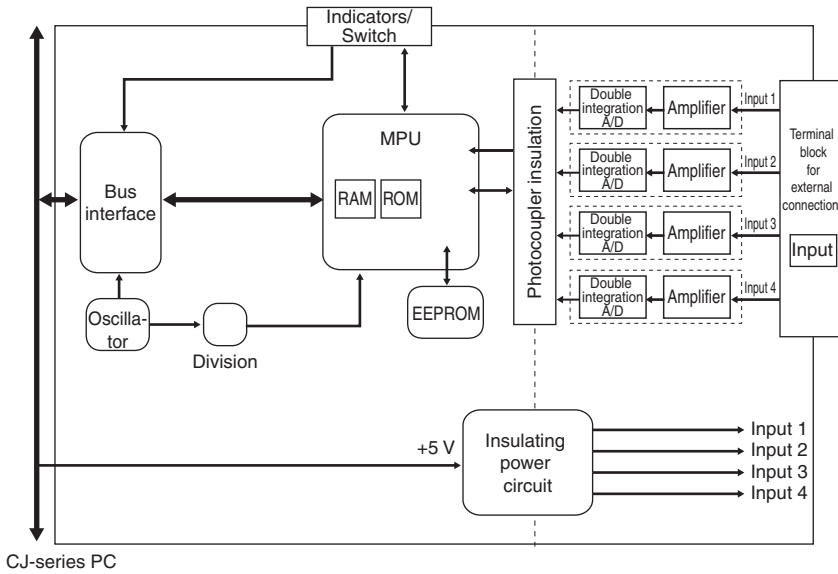 Indicators/
Switch
Bus
interface
MPU
RAM
ROM
EEPROM
Oscilla-
tor
Division
Photocoupler insulation
Double
integration
A/D
Amplifier
Input 1
Double
integration
A/D
Amplifier
Input 2
Double
integration
A/D
Amplifier
Input 3
Double
integration
A/D
Amplifier
Input 4
Terminal
block
for
external
connection
Input
+5 V
Insulating
power
circuit
Input 1
Input 2
Input 3
Input 4
CJ-series PC